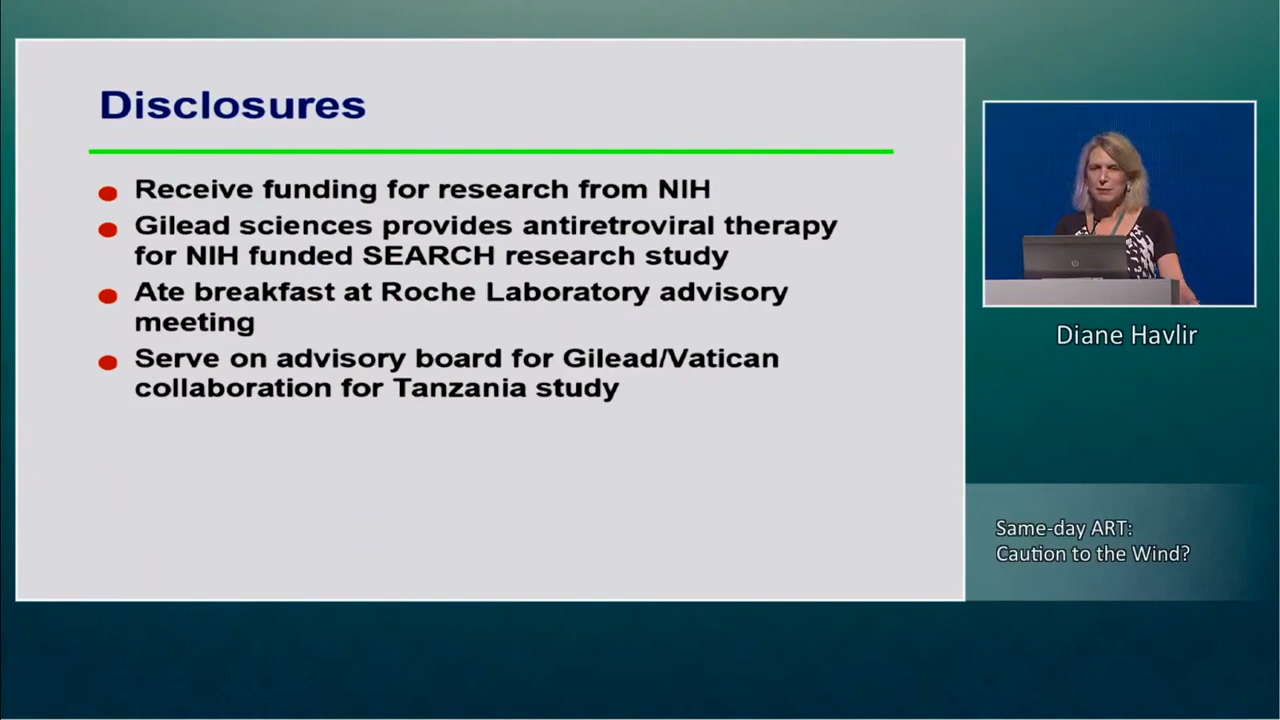 Disclosures
Receive funding for research from NIH
Gilead sciences provides antiretroviral therapy
for NIH funded SEARCH research study
Ate breakfast at Roche Laboratory advisory
meeting
Serve on advisory board for Gilead/Vatican
collaboration for Tanzania study
Diane Havlir
Same-day ART:
Caution to the Wind?